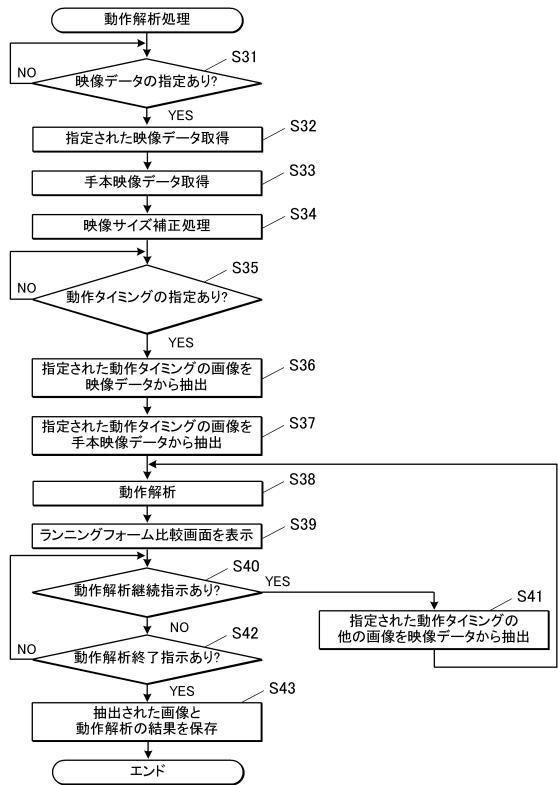 動作解析処理
S31
NO
映像データの指定あり?
YES
S32
指定された映像データ取得
S33
手本映像データ取得
S34
映像サイズ補正処理
S35
NO
動作タイミングの指定あり?
YES
S36
指定された動作タイミングの画像を
映像データから抽出
S37
指定された動作タイミングの画像を
手本映像データから抽出
S38
動作解析
S39
ランニングフォーム比較画面を表示
S40
YES
動作解析継続指示あり?
S41
指定された動作タイミングの
他の画像を映像データから抽出
NO
S42
NO
動作解析終了指示あり?
YES
S43
抽出された画像と
動作解析の結果を保存
エンド